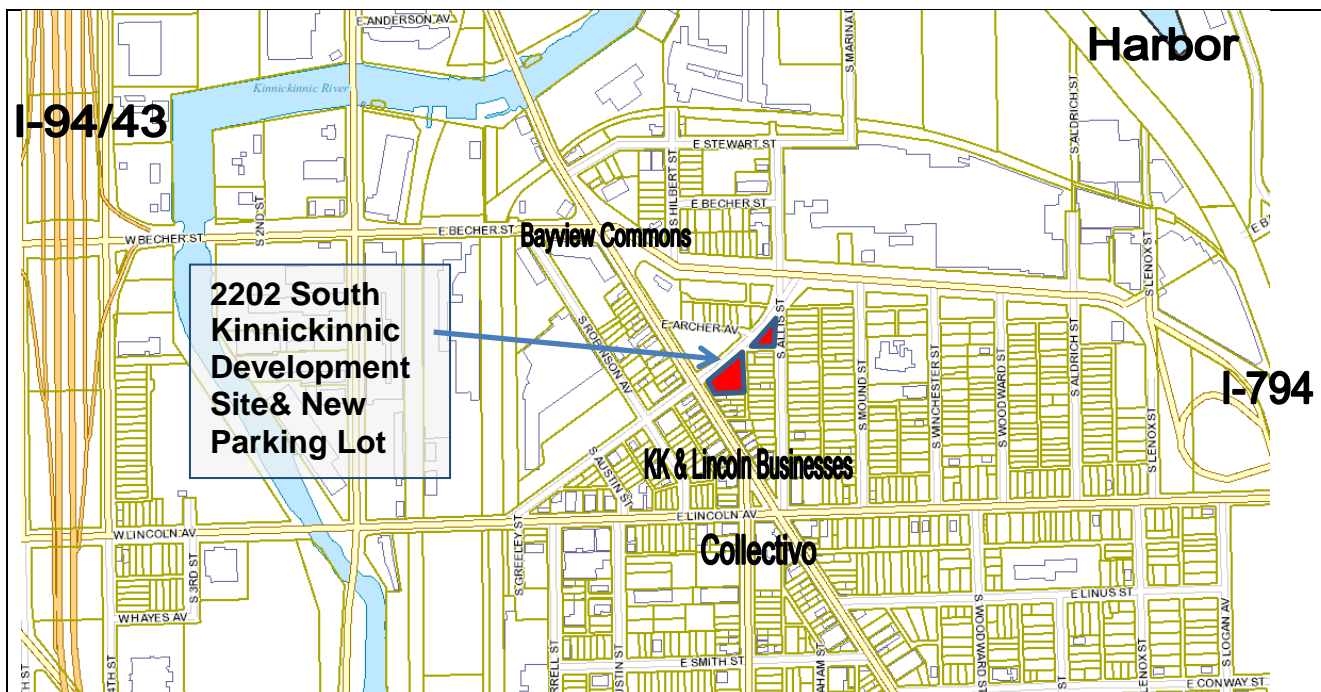 E ANDERSON AV
Harbor
S MARINA
Kinnickinnic River
I-94/43
S ALDRICH ST
E STEWART ST
S HILBERT ST
E BECHER ST
S 2ND ST
W BECHER ST
E BECHER ST
Bayview Commons
S LENOX ST
2202 South
Kinnickinnic
Development
Site& New
Parking Lot
S ROBINSON AV
E ARCHER AV
S ALLIS ST
S MOUND ST
S WINCHESTER ST
S WOODWARD ST
S ALDRICH ST
I-794
S LENOX ST
S AUSTIN ST
KK & Lincoln Businesses
W LINCOLN AV
E LINCOLN AV
S GREELEY ST
Collectivo
S 3RD ST
W HAYES AV
E LINUS ST
S WOODWARD ST
S LOGAN AV
E SMITH ST
E CONWAY ST